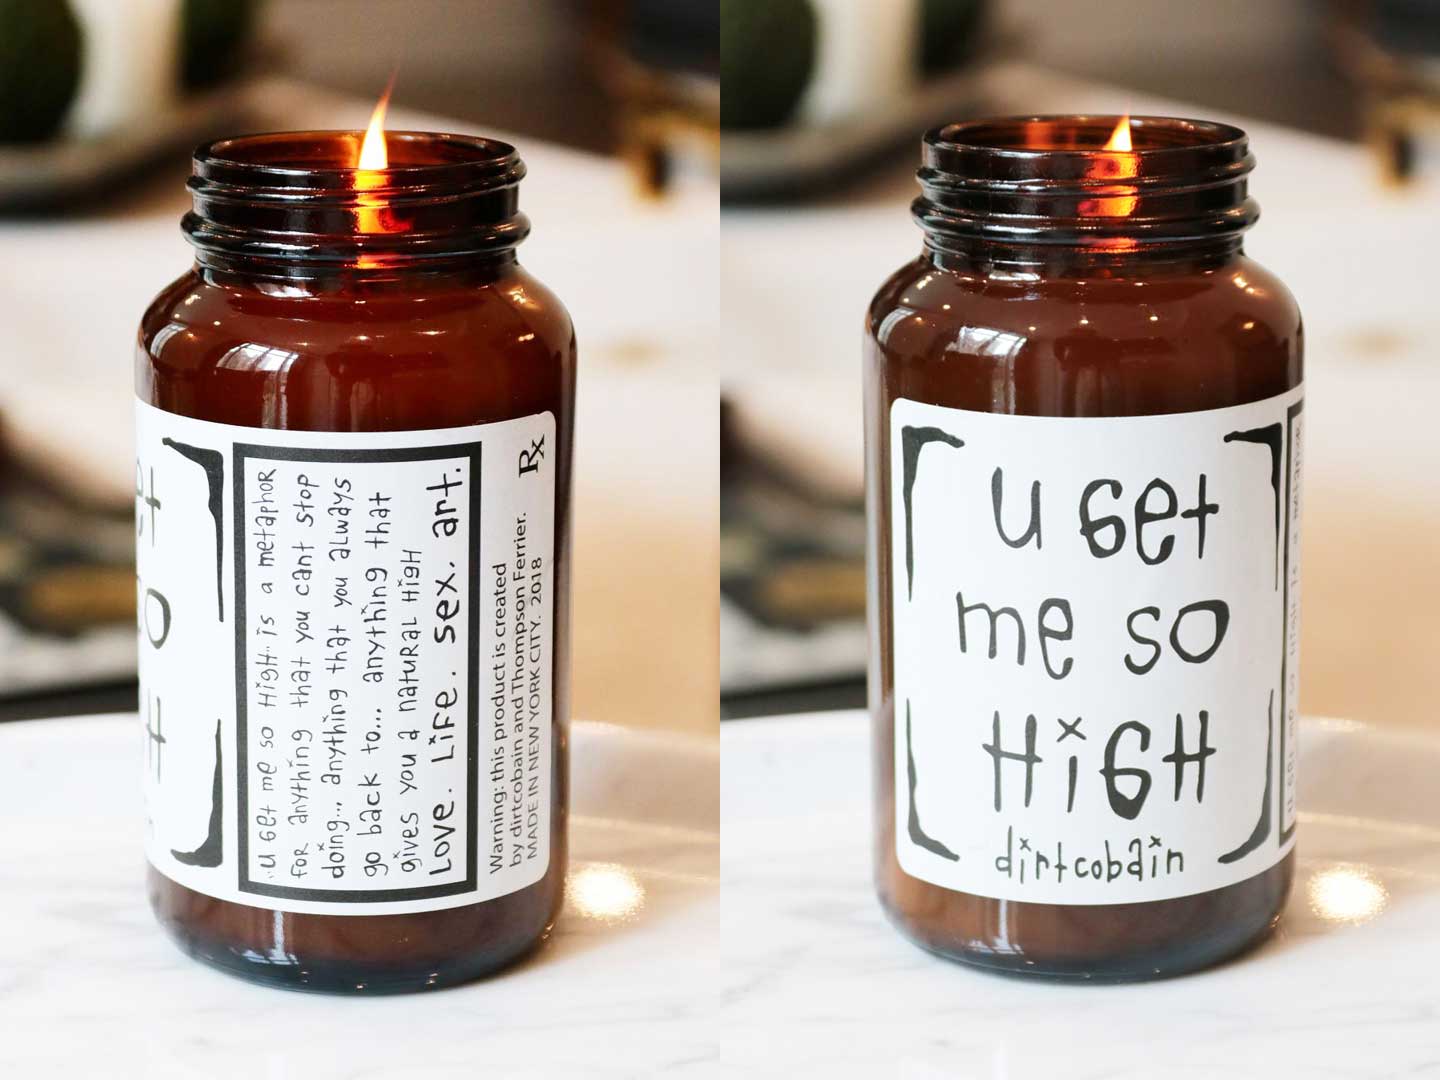 "U Get me so High" is a metaphor
for anything that you cant stop
doing... anything that you always
go back to.... anything that
gives you a natural High
Love. Life. sex. art.
Warning: this product is created
by dirtcobain and Thompson Ferrier.
MADE IN NEW YORK CITY. 2018
Rx
U Get
me so
HiGH
dirtcobain